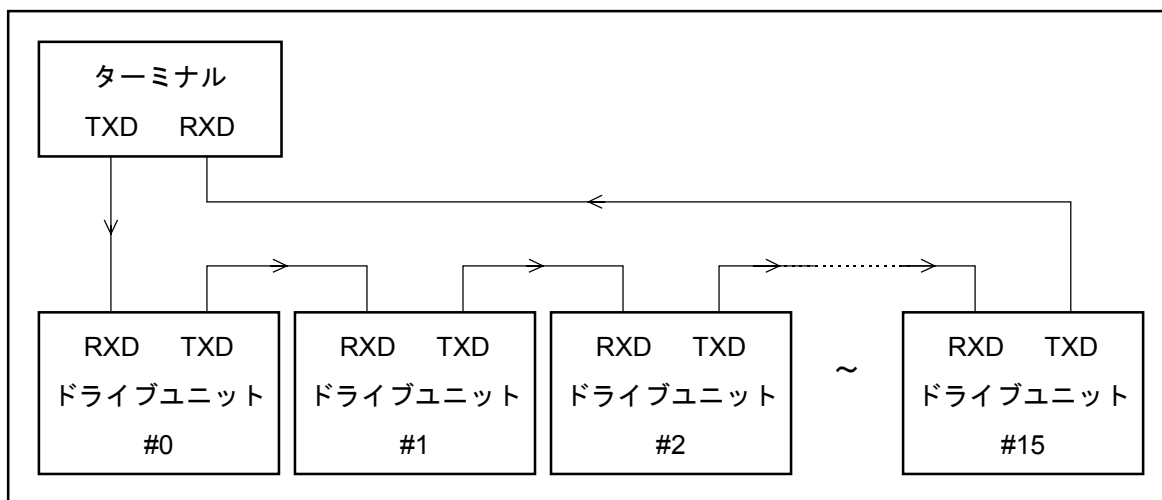 ターミナル
TXD RXD
RXD TXD RXD TXD RXD TXD ～ RXD TXD
ドライブユニット ドライブユニット ドライブユニット ドライブユニット
#0 #1 #2 #15